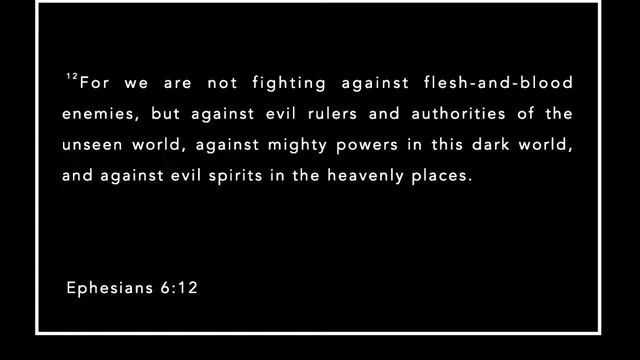 ¹²For we are not fighting against flesh-and-blood
enemies, but against evil rulers and authorities of the
unseen world, against mighty powers in this dark world,
and against evil spirits in the heavenly places.
Ephesians 6:12